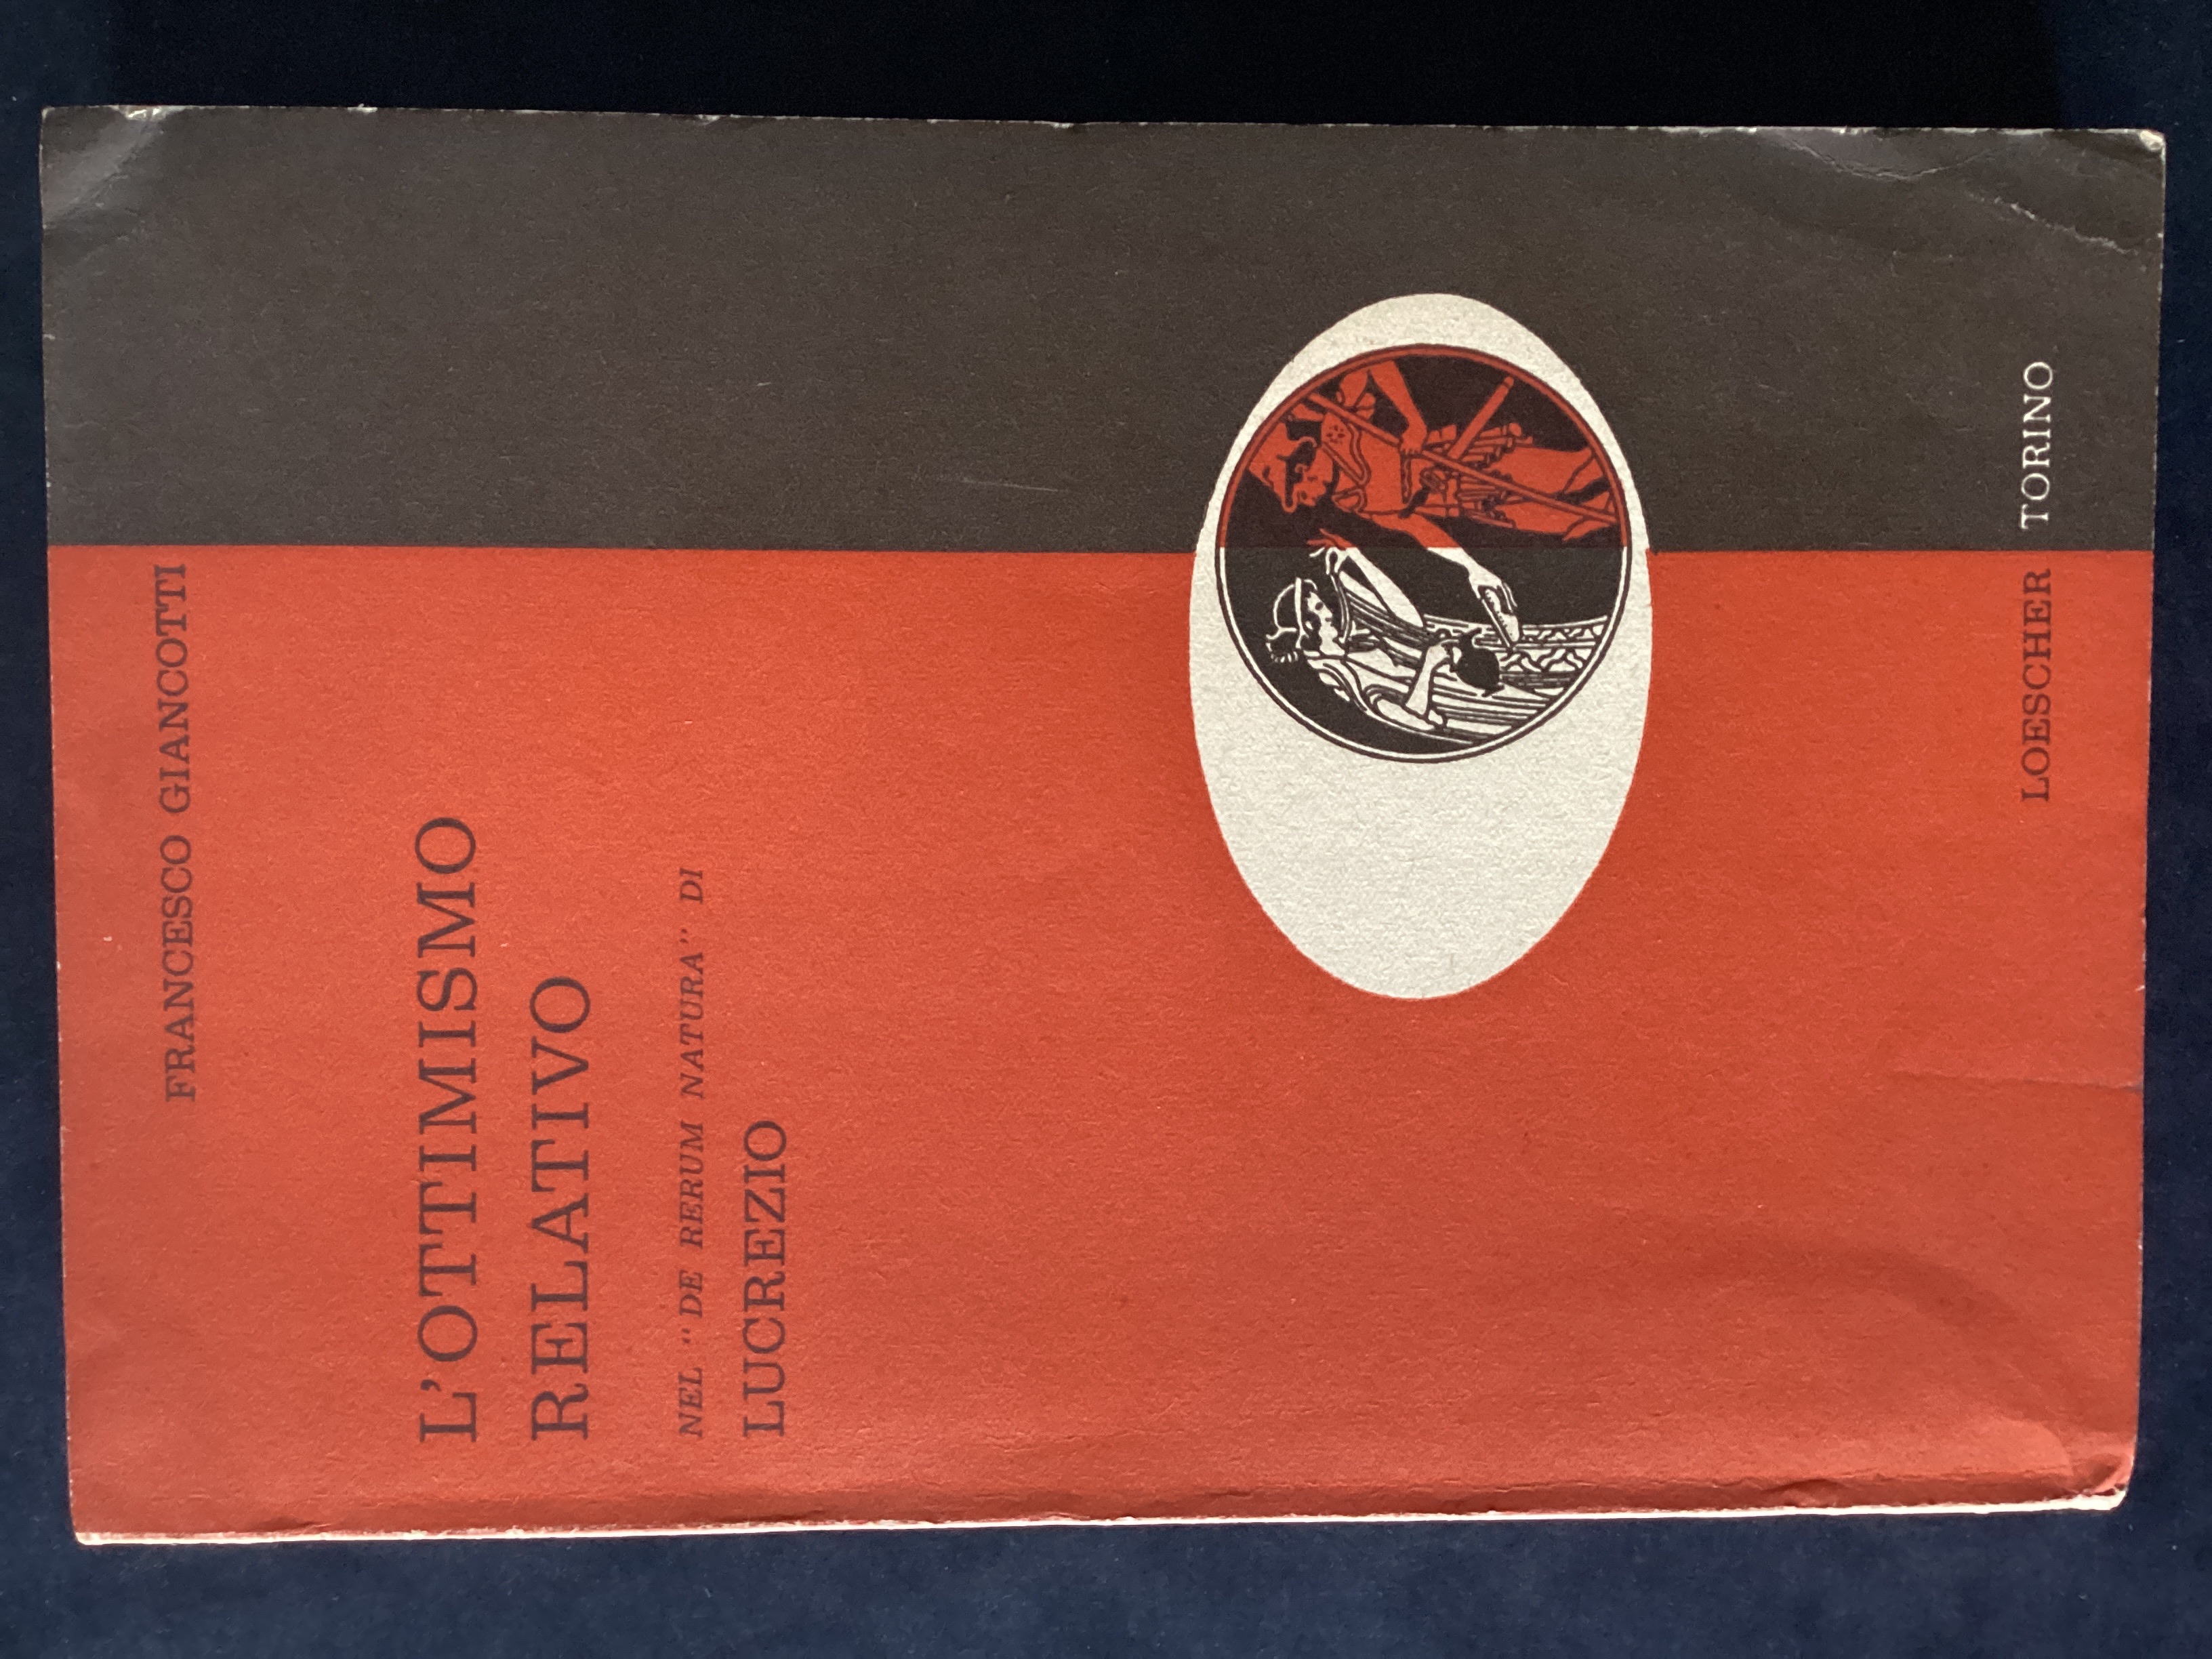 FRANCESCO GIANCOTTI
L'OTTIMISMO
RELATIVO
NEL "DE RERUM NATURA" DI
LUCREZIO
LOESCHER TORINO